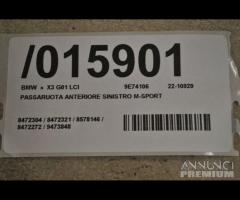 /015901
BMW » X3 G01 LCI 9E74106 22-10929
PASSARUOTA ANTERIORE SINISTRO M-SPORT
8472304 / 8472321 / 8578146 /
8472272 / 9473848
ANNUNCI
PREMIUM